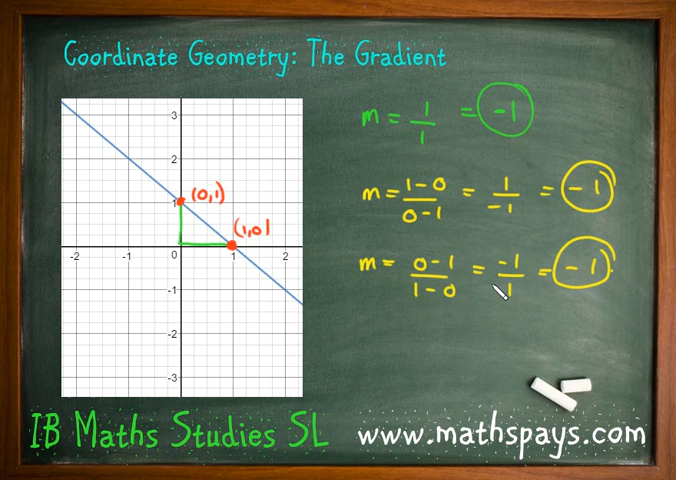 Coordinate Geometry: The Gradient
m = 1/1 = -1
m = 1-0/0-1 = 1/-1 = -1
m = 0-1/1-0 = -1/1 = -1
(0,1)
(1,0)
3
2
1
-2 -1 0 1 2
-1
-2
-3
IB Maths Studies SL www.mathspays.com